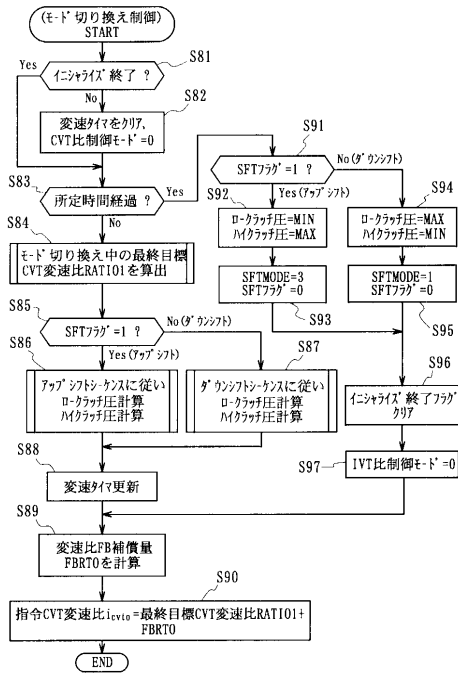 (ﾓｰﾄﾞ切り換え制御)
START
S81
Yes
ｲﾆｼｬﾗｲｽﾞ終了 ?
No
S82
変速ﾀｲﾏをｸﾘｱ,
CVT比制御ﾓｰﾄﾞ=0
S83
所定時間経過 ?
Yes
No
S84
ﾓｰﾄﾞ切り換え中の最終目標
CVT変速比RATIO1を算出
S85
SFTﾌﾗｸﾞ=1 ?
No(ﾀﾞｳﾝｼﾌﾄ)
S86
Yes(ｱｯﾌﾟｼﾌﾄ)
S87
ｱｯﾌﾟｼﾌﾄｼｰｹﾝｽに従い
ﾛｰｸﾗｯﾁ圧計算
ﾊｲｸﾗｯﾁ圧計算
ﾀﾞｳﾝｼﾌﾄｼｰｹﾝｽに従い
ﾛｰｸﾗｯﾁ圧計算
ﾊｲｸﾗｯﾁ圧計算
S88
変速ﾀｲﾏ更新
S89
変速比FB補償量
FBRTOを計算
S90
指令CVT変速比icvto=最終目標CVT変速比RATIO1+
FBRTO
END
S91
SFTﾌﾗｸﾞ=1 ?
No(ﾀﾞｳﾝｼﾌﾄ)
S92
Yes(ｱｯﾌﾟｼﾌﾄ)
S94
ﾛｰｸﾗｯﾁ圧=MIN
ﾊｲｸﾗｯﾁ圧=MAX
ﾛｰｸﾗｯﾁ圧=MAX
ﾊｲｸﾗｯﾁ圧=MIN
SFTMODE=3
SFTﾌﾗｸﾞ=0
SFTMODE=1
SFTﾌﾗｸﾞ=0
S93
S95
S96
ｲﾆｼｬﾗｲｽﾞ終了ﾌﾗｸﾞ
ｸﾘｱ
S97
IVT比制御ﾓｰﾄﾞ=0